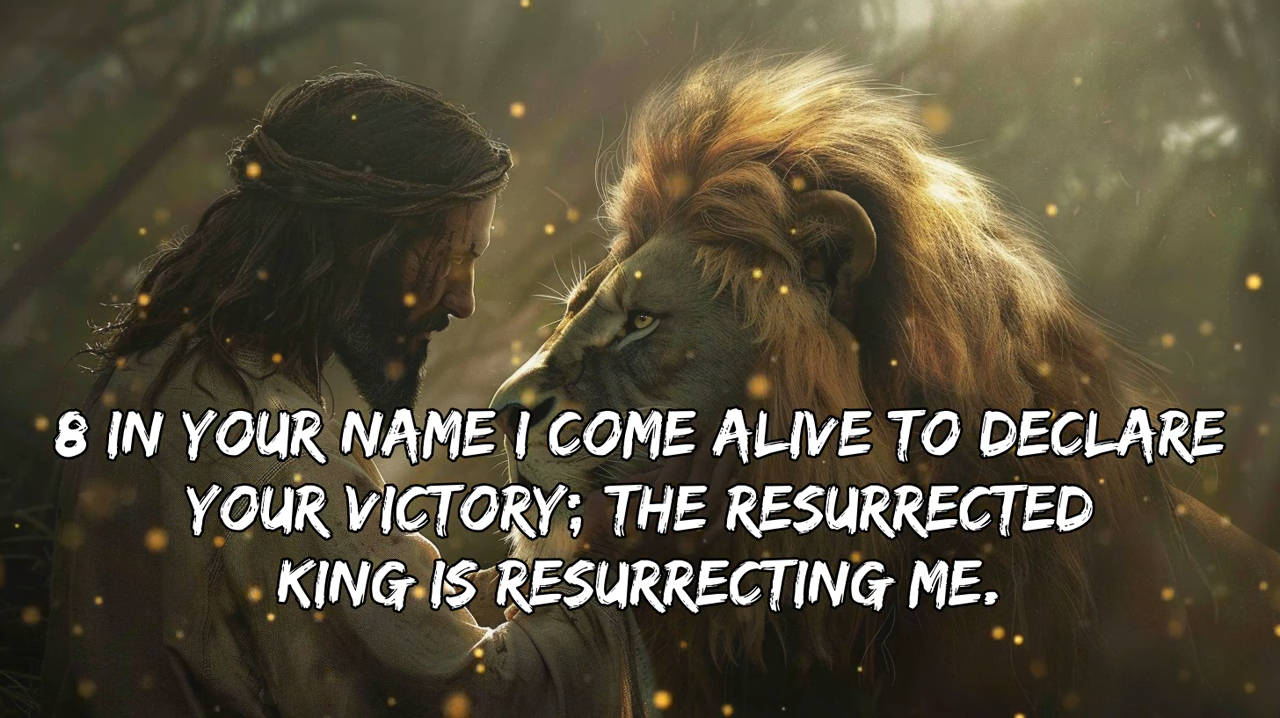 8 IN YOUR NAME I COME ALIVE TO DECLARE
YOUR VICTORY; THE RESURRECTED
KING IS RESURRECTING ME.